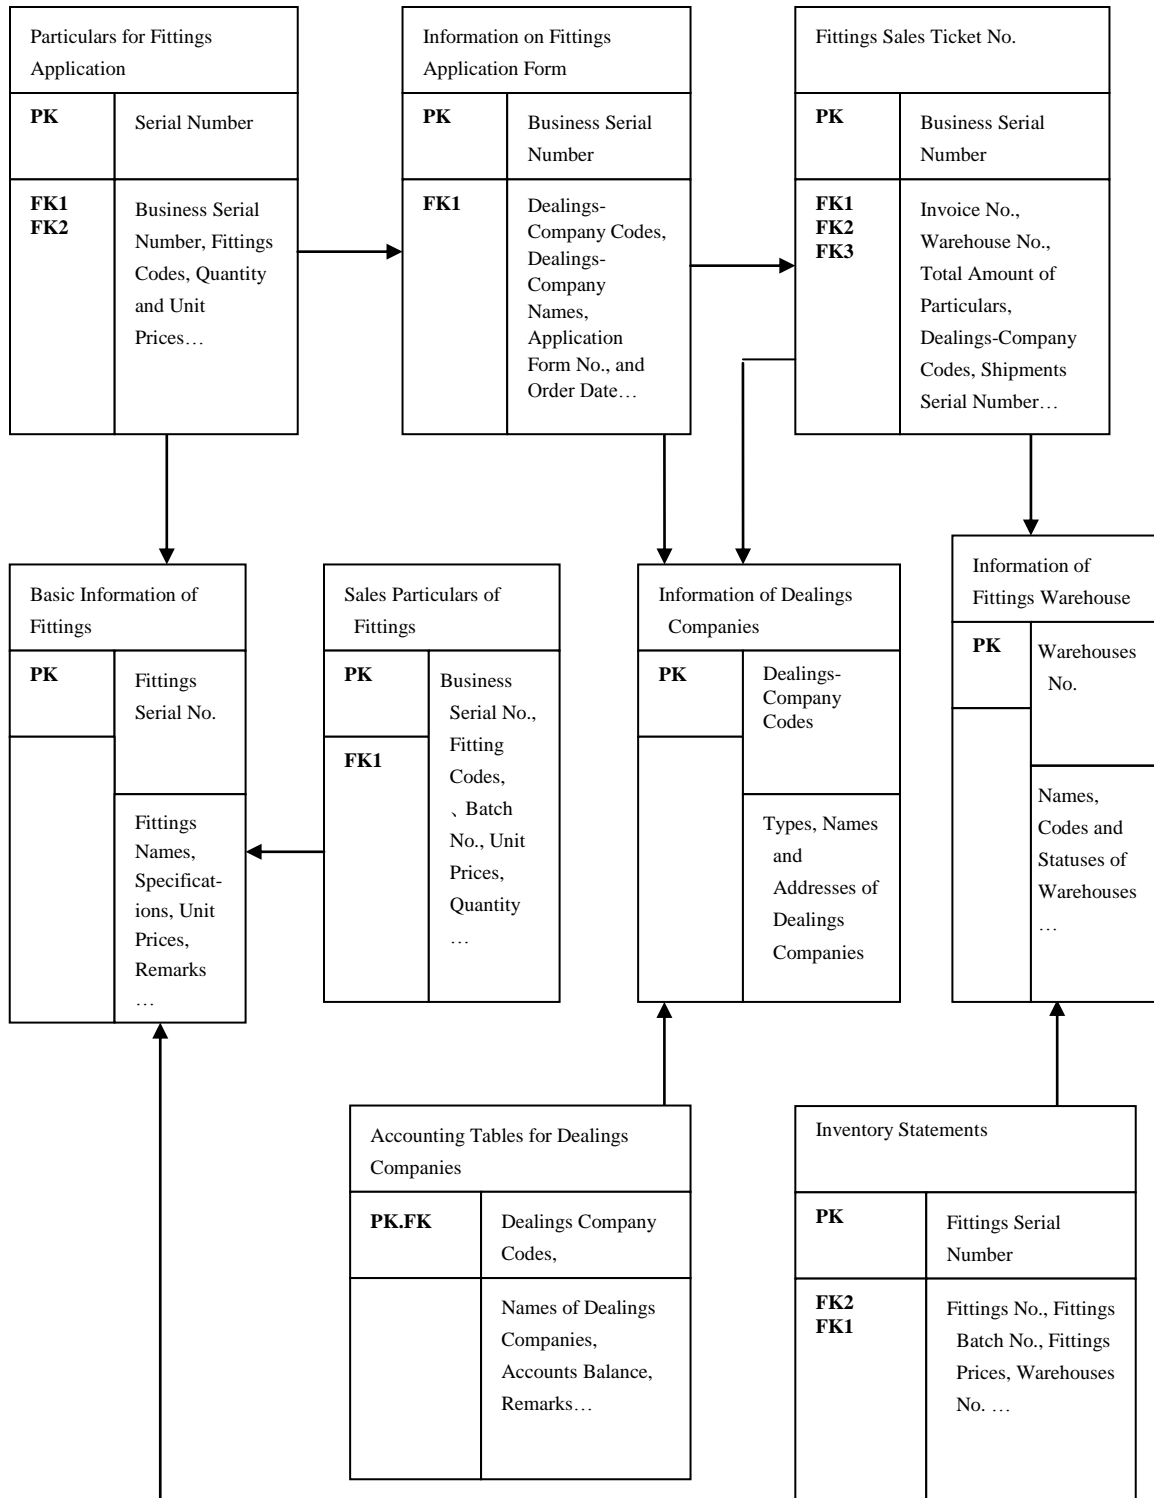 Particulars for Fittings
Application
PK
Serial Number
FK1
FK2
Business Serial
Number, Fittings
Codes, Quantity
and Unit
Prices…
Information on Fittings
Application Form
PK
Business Serial
Number
FK1
Dealings-
Company Codes,
Dealings-
Company
Names,
Application
Form No., and
Order Date…
Fittings Sales Ticket No.
PK
Business Serial
Number
FK1
FK2
FK3
Invoice No.,
Warehouse No.,
Total Amount of
Particulars,
Dealings-Company
Codes, Shipments
Serial Number…
Basic Information of
Fittings
PK
Fittings
Serial No.
Fittings
Names,
Specificat-
ions, Unit
Prices,
Remarks
…
Sales Particulars of
Fittings
PK
FK1
Business
Serial No.,
Fitting
Codes,
、Batch
No., Unit
Prices,
Quantity
…
Information of Dealings
Companies
PK
Dealings-
Company
Codes
Types, Names
and
Addresses of
Dealings
Companies
Information of
Fittings Warehouse
PK
Warehouses
No.
Names,
Codes and
Statuses of
Warehouses
…
Accounting Tables for Dealings
Companies
PK.FK
Dealings Company
Codes,
Names of Dealings
Companies,
Accounts Balance,
Remarks…
Inventory Statements
PK
Fittings Serial
Number
FK2
FK1
Fittings No., Fittings
Batch No., Fittings
Prices, Warehouses
No. …